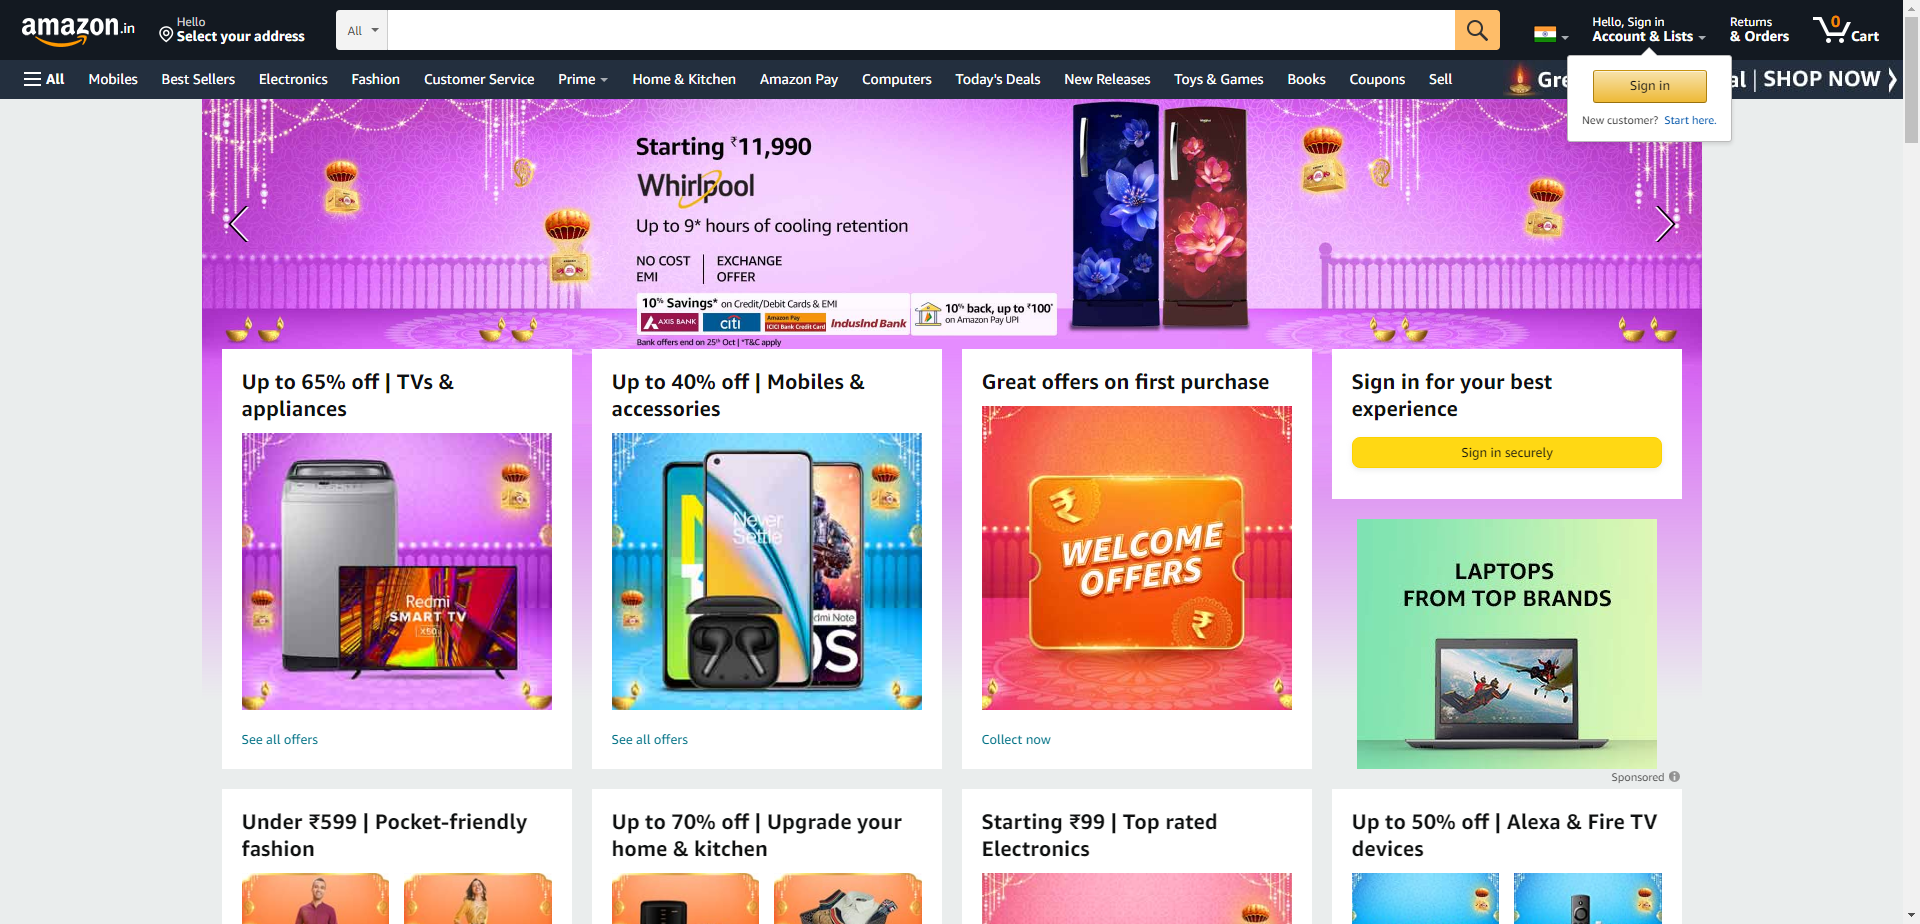 amazon.in
Hello
Select your address
All
Hello, Sign in
Account & Lists
Returns
& Orders
0
Cart
All
Mobiles
Best Sellers
Electronics
Fashion
Customer Service
Prime
Home & Kitchen
Amazon Pay
Computers
Today's Deals
New Releases
Toys & Games
Books
Coupons
Sell
Gre
al | SHOP NOW
Sign in
New customer? Start here.
Starting ₹11,990
Whirlpool
Up to 9* hours of cooling retention
NO COST
EMI
EXCHANGE
OFFER
10% Savings* on Credit/Debit Cards & EMI
AXIS BANK
citi
Amazon Pay
ICICI Bank Credit Card
IndusInd Bank
10% back, up to ₹100*
on Amazon Pay UPI
Bank offers end on 25th Oct | *T&C apply
Up to 65% off | TVs &
appliances
Redmi
SMART TV
X50
See all offers
Up to 40% off | Mobiles &
accessories
Never
Settle
dmi Note
See all offers
Great offers on first purchase
WELCOME
OFFERS
Collect now
Sign in for your best
experience
Sign in securely
LAPTOPS
FROM TOP BRANDS
Sponsored
Under ₹599 | Pocket-friendly
fashion
Up to 70% off | Upgrade your
home & kitchen
Starting ₹99 | Top rated
Electronics
Up to 50% off | Alexa & Fire TV
devices